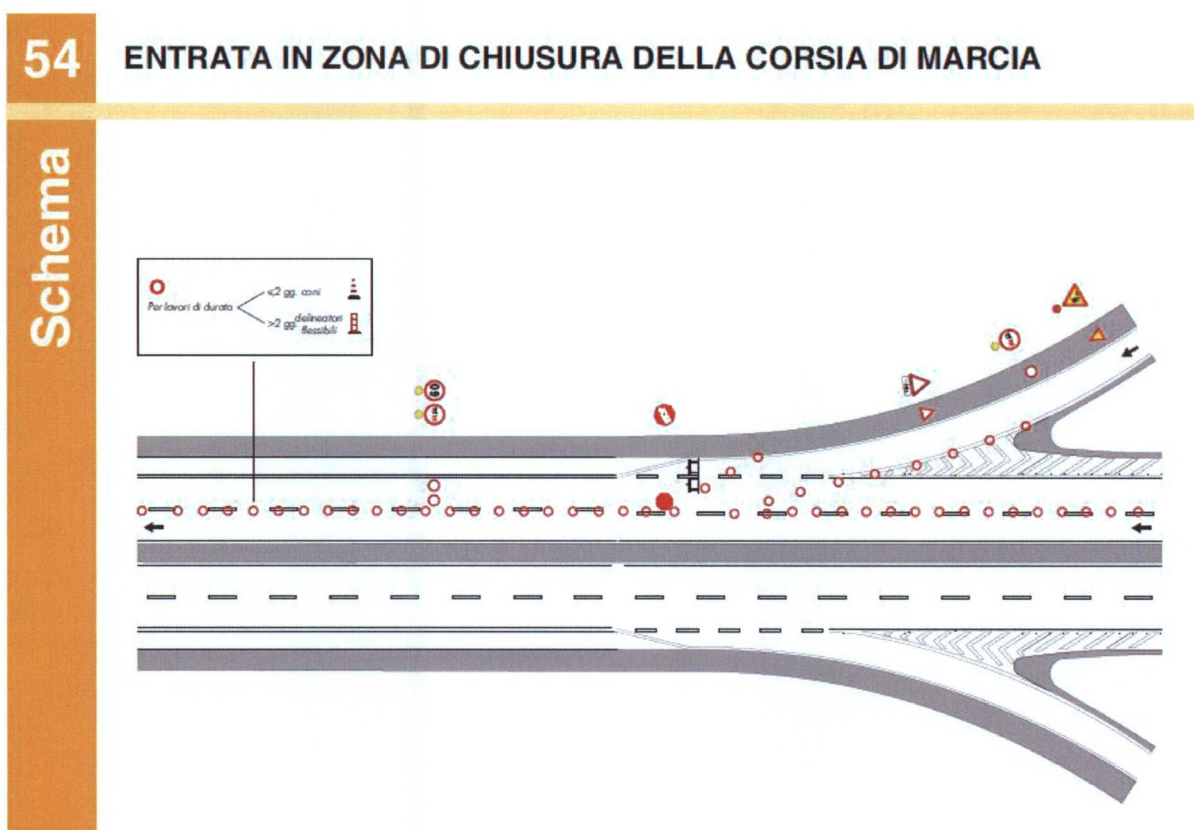 54
ENTRATA IN ZONA DI CHIUSURA DELLA CORSIA DI MARCIA
Schema
Per lavori di durata
≤2 gg. coni
>2 gg. delineatori
flessibili
60